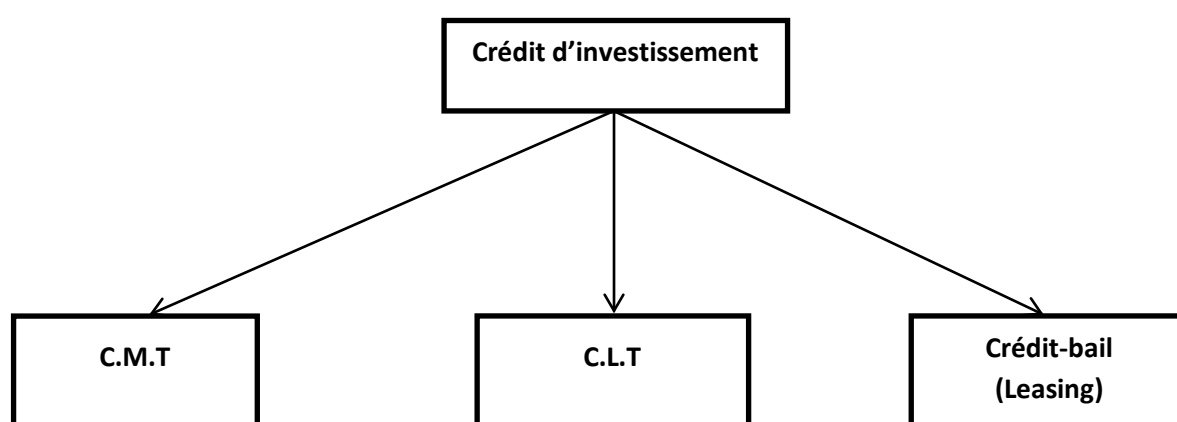 Crédit d’investissement
C.M.T
C.L.T
Crédit-bail
(Leasing)